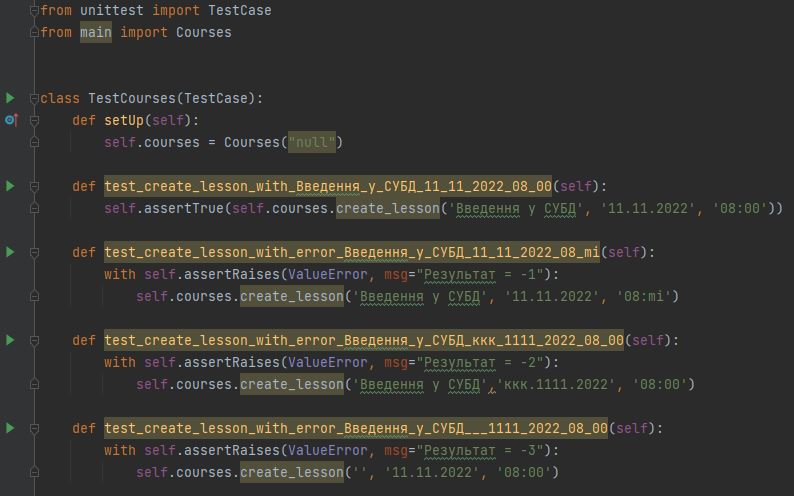 from unittest import TestCase
from main import Courses
class TestCourses(TestCase):
def setUp(self):
self.courses = Courses("null")
def test_create_lesson_with_Введення_у_СУБД_11_11_2022_08_00(self):
self.assertTrue(self.courses.create_lesson('Введення у СУБД', '11.11.2022', '08:00'))
def test_create_lesson_with_error_Введення_у_СУБД_11_11_2022_08_mi(self):
with self.assertRaises(ValueError, msg="Результат = -1"):
self.courses.create_lesson('Введення у СУБД', '11.11.2022', '08:mi')
def test_create_lesson_with_error_Введення_у_СУБД_ккк_1111_2022_08_00(self):
with self.assertRaises(ValueError, msg="Результат = -2"):
self.courses.create_lesson('Введення у СУБД','ккк.1111.2022', '08:00')
def test_create_lesson_with_error_Введення_у_СУБД___1111_2022_08_00(self):
with self.assertRaises(ValueError, msg="Результат = -3"):
self.courses.create_lesson('', '11.11.2022', '08:00')